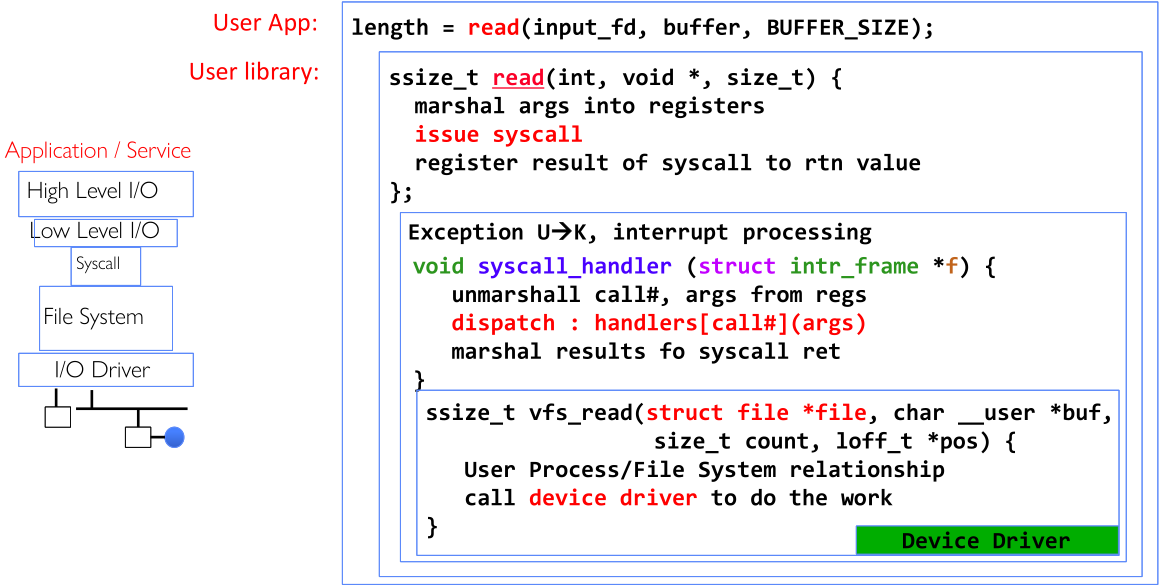 User App:
length = read(input_fd, buffer, BUFFER_SIZE);
User library:
ssize_t read(int, void *, size_t) {
marshal args into registers
issue syscall
register result of syscall to rtn value
};
Exception U→K, interrupt processing
void syscall_handler (struct intr_frame *f) {
unmarshall call#, args from regs
dispatch : handlers[call#](args)
marshal results fo syscall ret
}
ssize_t vfs_read(struct file *file, char __user *buf,
size_t count, loff_t *pos) {
User Process/File System relationship
call device driver to do the work
}
Device Driver
Application / Service
High Level I/O
Low Level I/O
Syscall
File System
I/O Driver